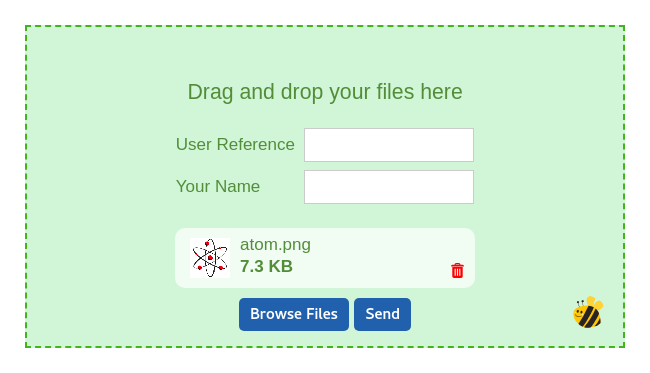 Drag and drop your files here
User Reference
Your Name
atom.png
7.3 KB
Browse Files Send